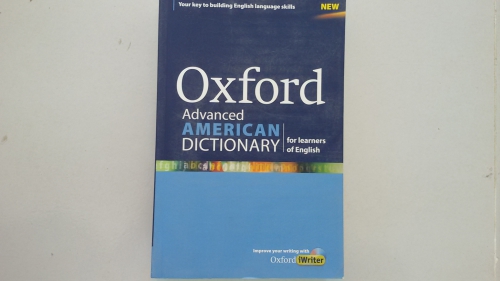 Your key to building English language skills
NEW
Oxford
Advanced
AMERICAN
DICTIONARY
for learners
of English
Improve your writing with
Oxford iWriter